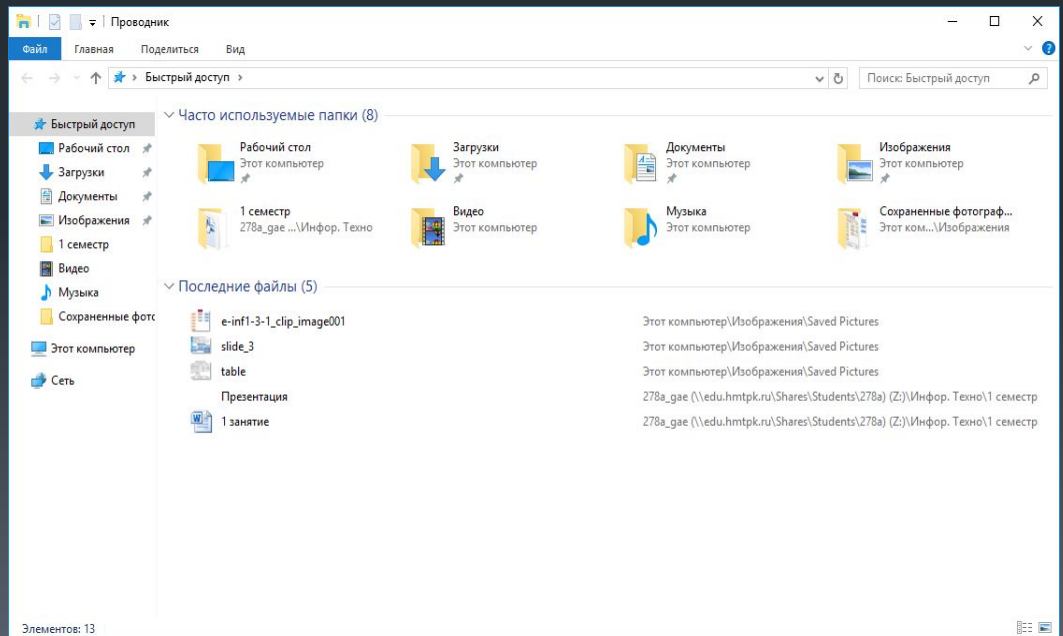 Проводник
Файл Главная Поделиться Вид
Быстрый доступ
Поиск: Быстрый доступ
Быстрый доступ
Рабочий стол
Загрузки
Документы
Изображения
1 семестр
Видео
Музыка
Сохраненные фотс
Этот компьютер
Сеть
Часто используемые папки (8)
Рабочий стол
Этот компьютер
Загрузки
Этот компьютер
Документы
Этот компьютер
Изображения
Этот компьютер
1 семестр
278a_gae ...\Инфор. Техно
Видео
Этот компьютер
Музыка
Этот компьютер
Сохраненные фотограф...
Этот ком...\Изображения
Последние файлы (5)
e-inf1-3-1_clip_image001 Этот компьютер\Изображения\Saved Pictures
slide_3 Этот компьютер\Изображения\Saved Pictures
table Этот компьютер\Изображения\Saved Pictures
Презентация 278a_gae (\\edu.hmtpk.ru\Shares\Students\278a) (Z:)\Инфор. Техно\1 семестр
1 занятие 278a_gae (\\edu.hmtpk.ru\Shares\Students\278a) (Z:)\Инфор. Техно\1 семестр
Элементов: 13